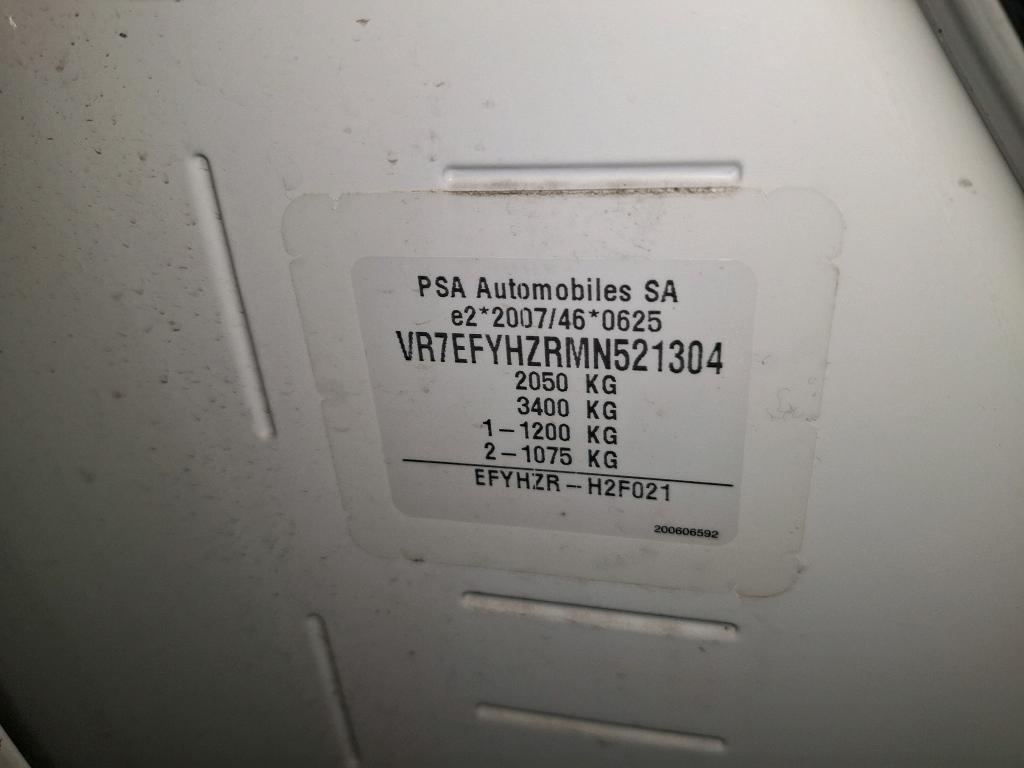 PSA Automobiles SA
e2*2007/46*0625
VR7EFYHZRMN521304
2050 KG
3400 KG
1-1200 KG
2-1075 KG
EFYHZR-H2F021
200606592